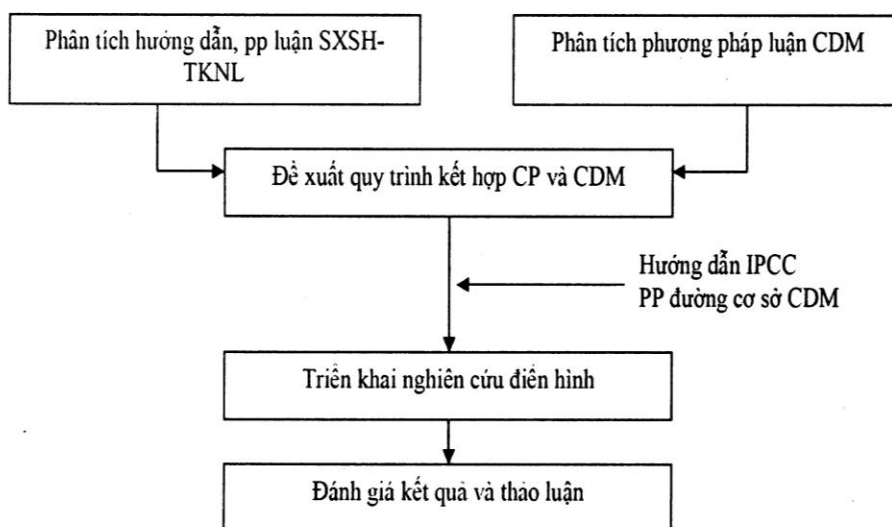 Phân tích hướng dẫn, pp luận SXSH-
TKNL
Phân tích phương pháp luận CDM
Đề xuất quy trình kết hợp CP và CDM
Hướng dẫn IPCC
PP đường cơ sở CDM
Triển khai nghiên cứu điển hình
Đánh giá kết quả và thảo luận